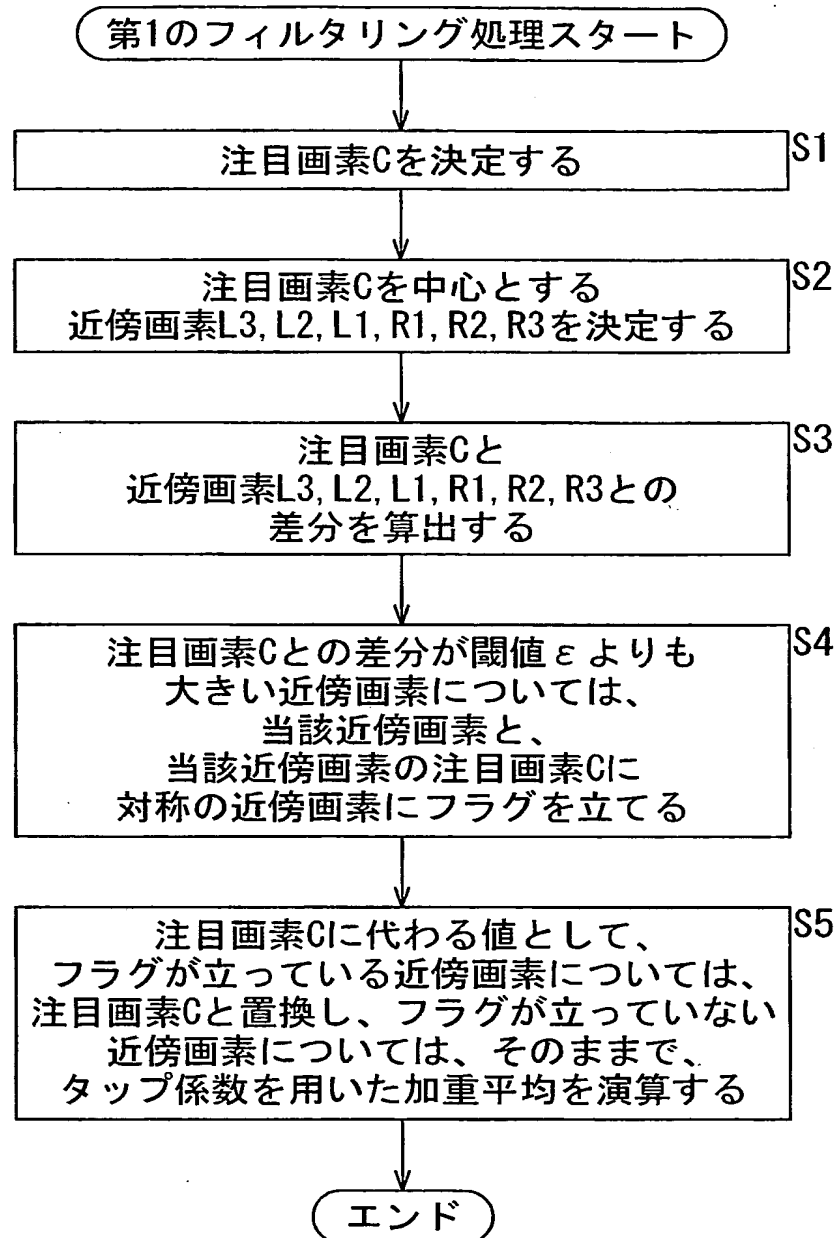 第1のフィルタリング処理スタート
注目画素Cを決定する
S1
注目画素Cを中心とする
近傍画素L3, L2, L1, R1, R2, R3を決定する
S2
注目画素Cと
近傍画素L3, L2, L1, R1, R2, R3との
差分を算出する
S3
注目画素Cとの差分が閾値εよりも
大きい近傍画素については、
当該近傍画素と、
当該近傍画素の注目画素Cに
対称の近傍画素にフラグを立てる
S4
注目画素Cに代わる値として、
フラグが立っている近傍画素については、
注目画素Cと置換し、フラグが立っていない
近傍画素については、そのままで、
タップ係数を用いた加重平均を演算する
S5
エンド